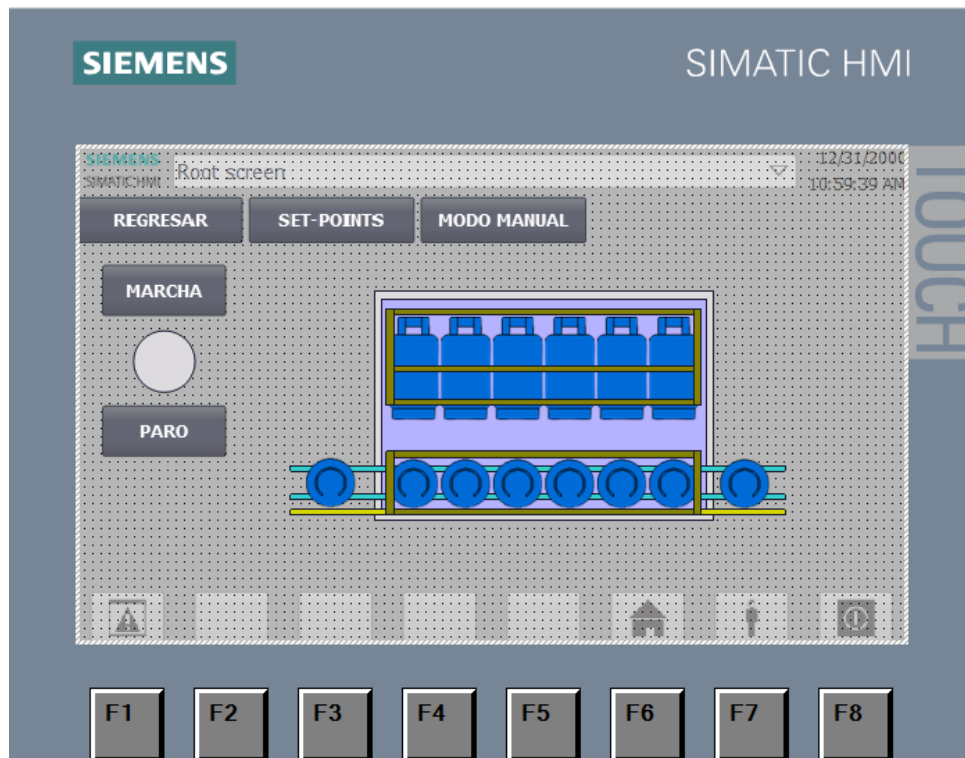 SIEMENS
SIMATIC HMI
TOUCH
SIEMENS
SIMATIC HMI
Root screen
12/31/200
10:59:39 AM
REGRESAR
SET-POINTS
MODO MANUAL
MARCHA
PARO
F1
F2
F3
F4
F5
F6
F7
F8